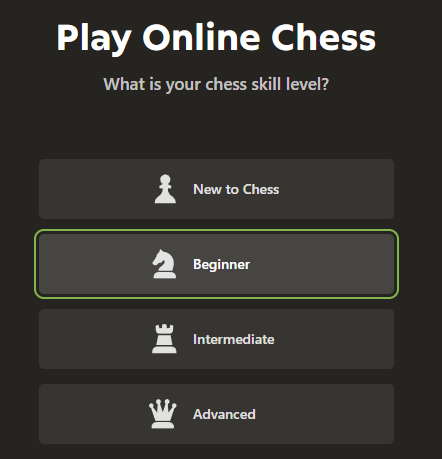 Play Online Chess
What is your chess skill level?
New to Chess
Beginner
Intermediate
Advanced